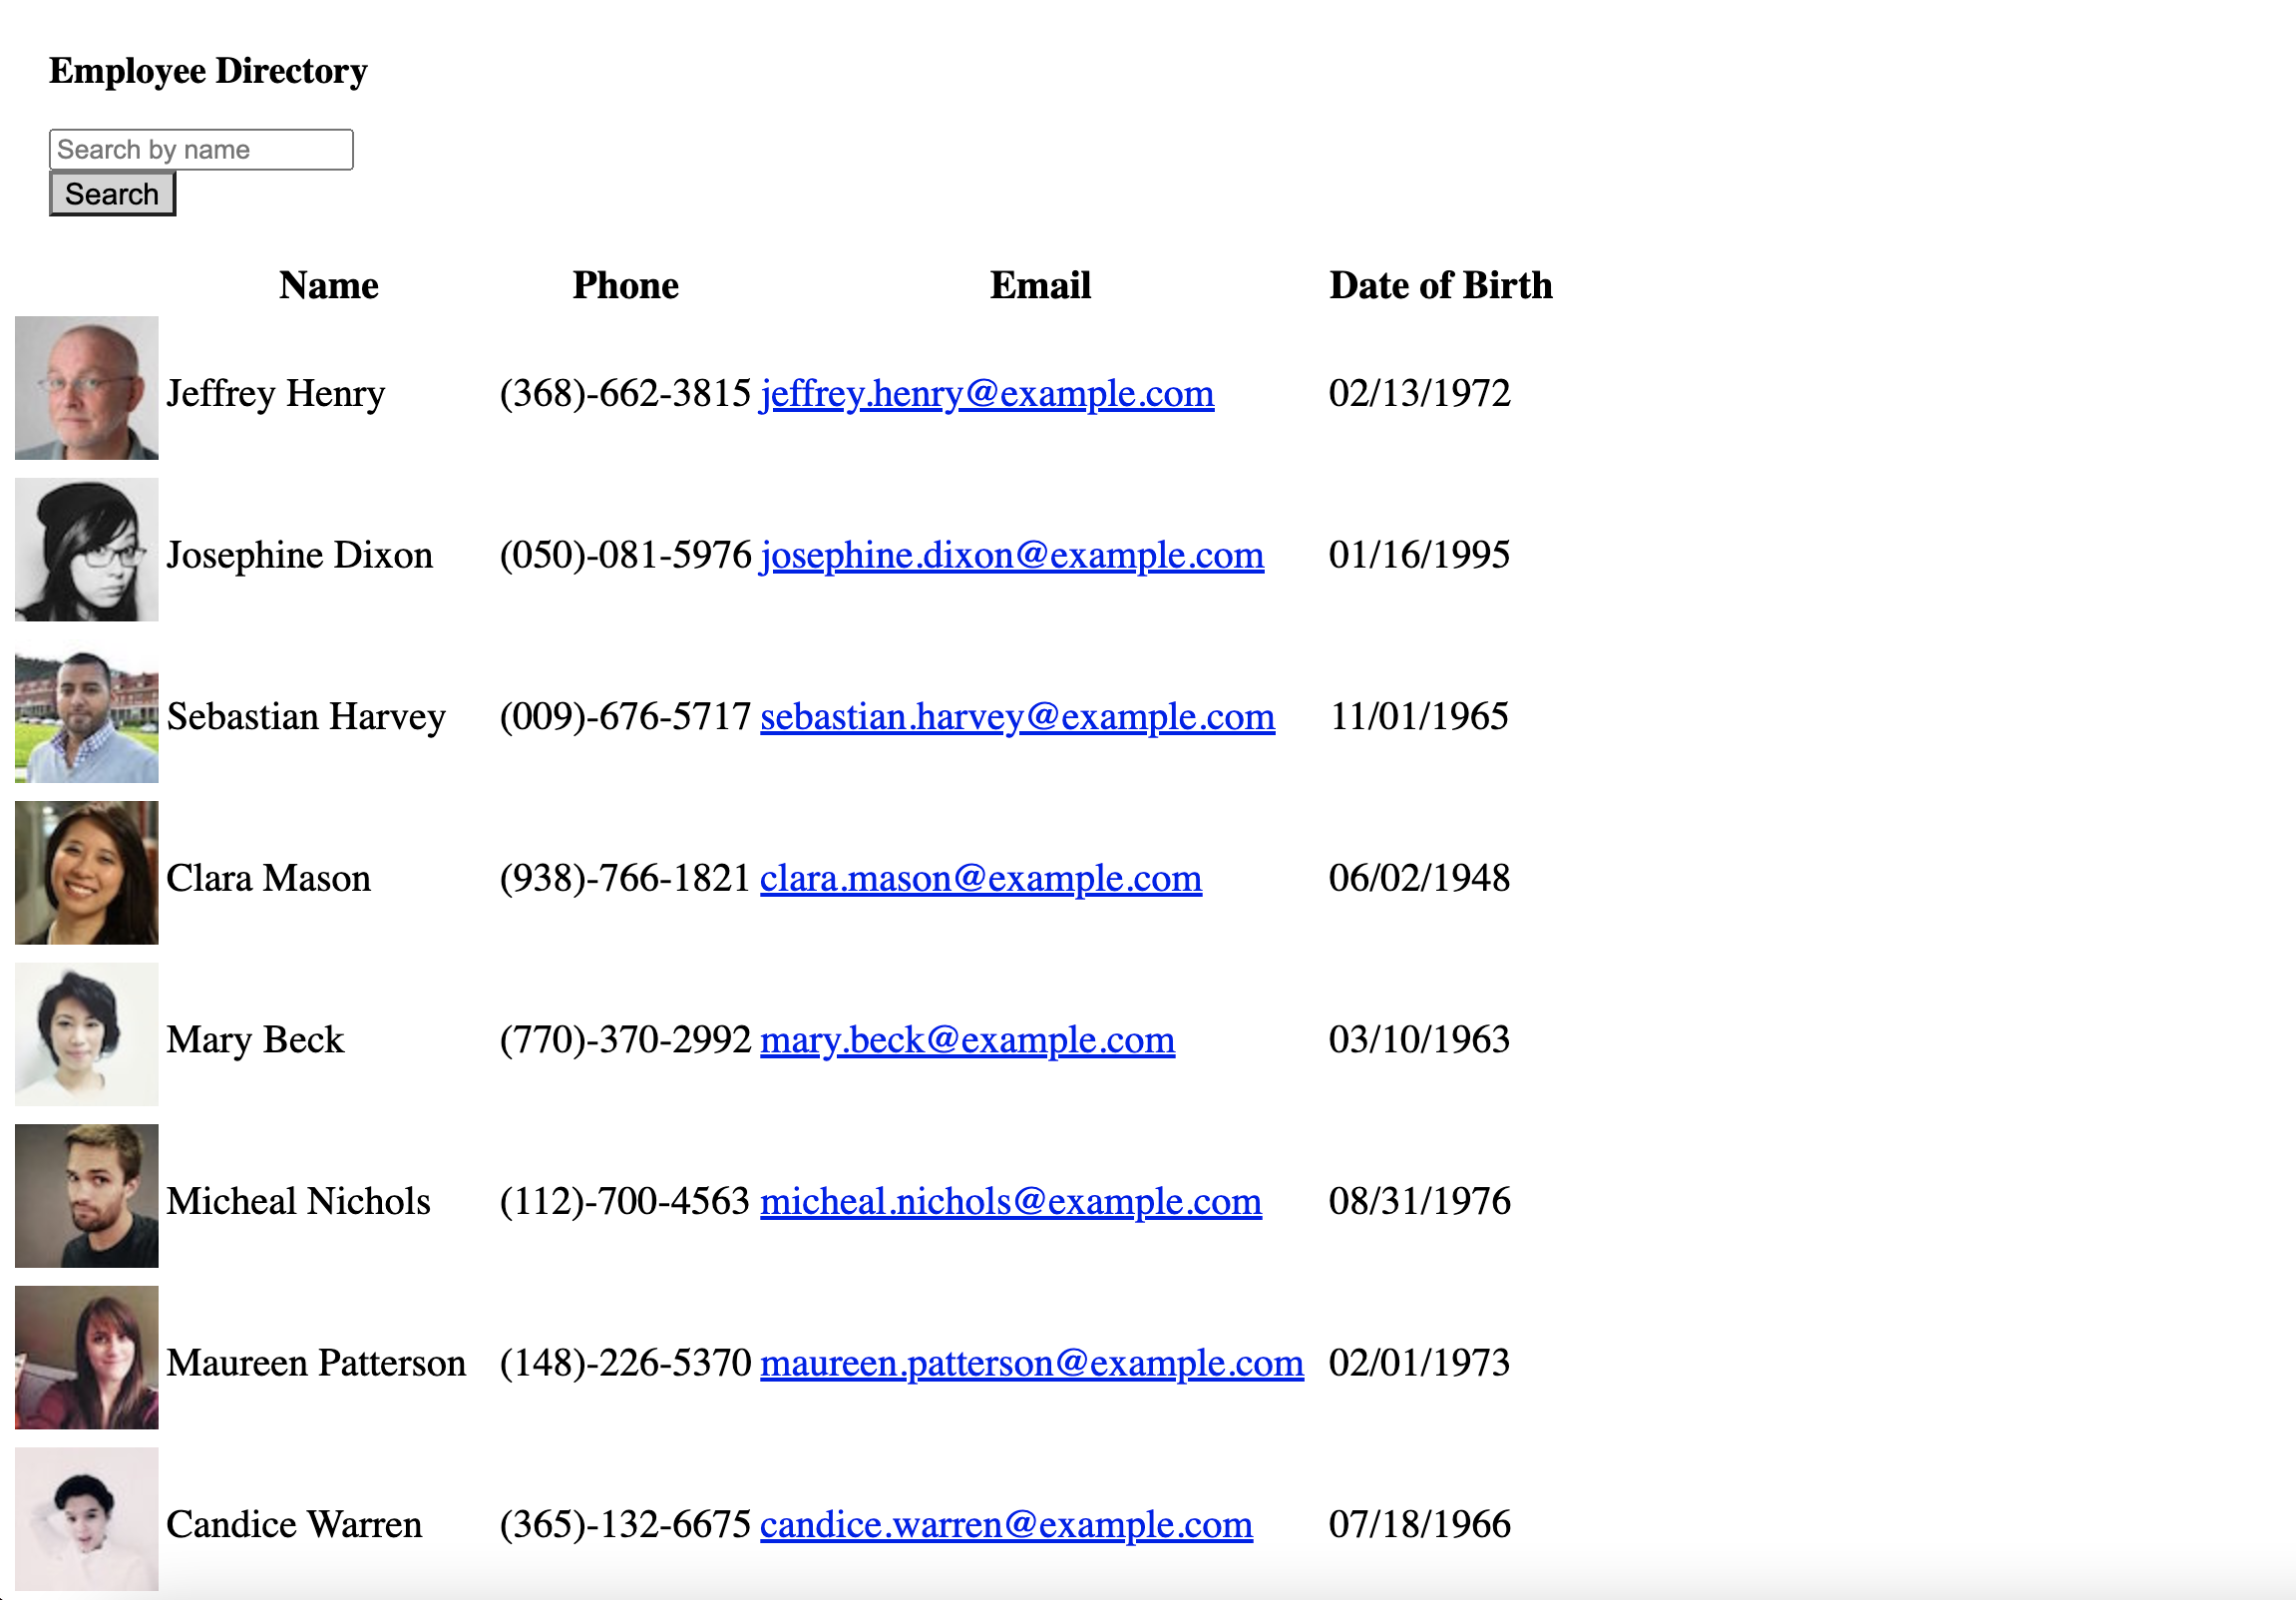 Employee Directory
Search by name
Search
Name Phone Email Date of Birth
Jeffrey Henry (368)-662-3815 jeffrey.henry@example.com 02/13/1972
Josephine Dixon (050)-081-5976 josephine.dixon@example.com 01/16/1995
Sebastian Harvey (009)-676-5717 sebastian.harvey@example.com 11/01/1965
Clara Mason (938)-766-1821 clara.mason@example.com 06/02/1948
Mary Beck (770)-370-2992 mary.beck@example.com 03/10/1963
Micheal Nichols (112)-700-4563 micheal.nichols@example.com 08/31/1976
Maureen Patterson (148)-226-5370 maureen.patterson@example.com 02/01/1973
Candice Warren (365)-132-6675 candice.warren@example.com 07/18/1966